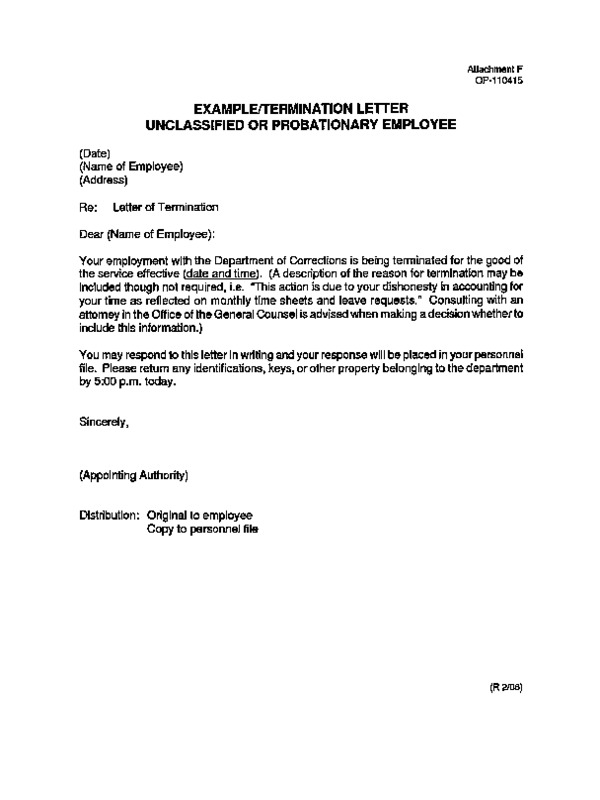 Attachment F
OP-110415
EXAMPLE/TERMINATION LETTER
UNCLASSIFIED OR PROBATIONARY EMPLOYEE
(Date)
(Name of Employee)
(Address)
Re: Letter of Termination
Dear (Name of Employee):
Your employment with the Department of Corrections is being terminated for the good of
the service effective (date and time). (A description of the reason for termination may be
included though not required, i.e. "This action is due to your dishonesty in accounting for
your time as reflected on monthly time sheets and leave requests." Consulting with an
attorney in the Office of the General Counsel is advised when making a decision whether to
include this information.)
You may respond to this letter in writing and your response will be placed in your personnel
file. Please return any identifications, keys, or other property belonging to the department
by 5:00 p.m. today.
Sincerely,
(Appointing Authority)
Distribution: Original to employee
Copy to personnel file
(R 2/08)